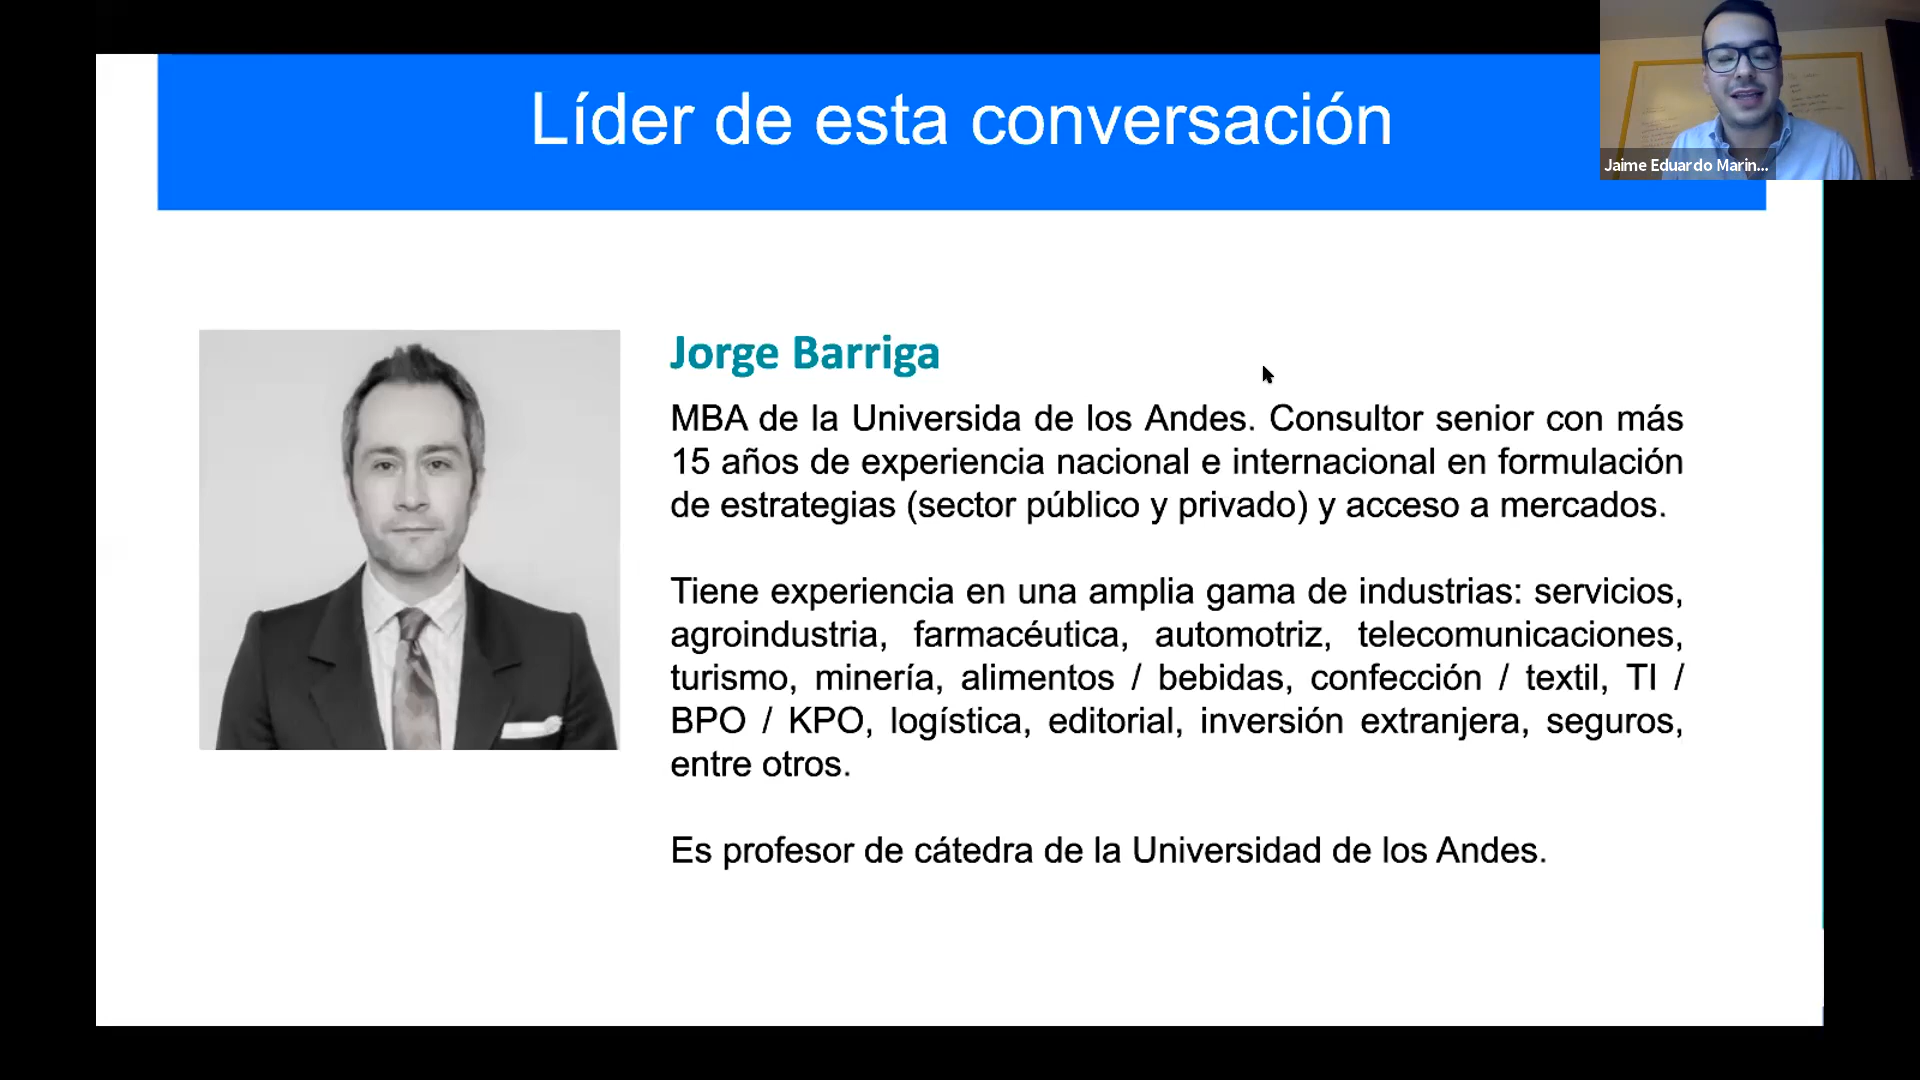 Líder de esta conversación
Jaime Eduardo Marin...
Jorge Barriga
MBA de la Universida de los Andes. Consultor senior con más
15 años de experiencia nacional e internacional en formulación
de estrategias (sector público y privado) y acceso a mercados.
Tiene experiencia en una amplia gama de industrias: servicios,
agroindustria, farmacéutica, automotriz, telecomunicaciones,
turismo, minería, alimentos / bebidas, confección / textil, TI /
BPO / KPO, logística, editorial, inversión extranjera, seguros,
entre otros.
Es profesor de cátedra de la Universidad de los Andes.